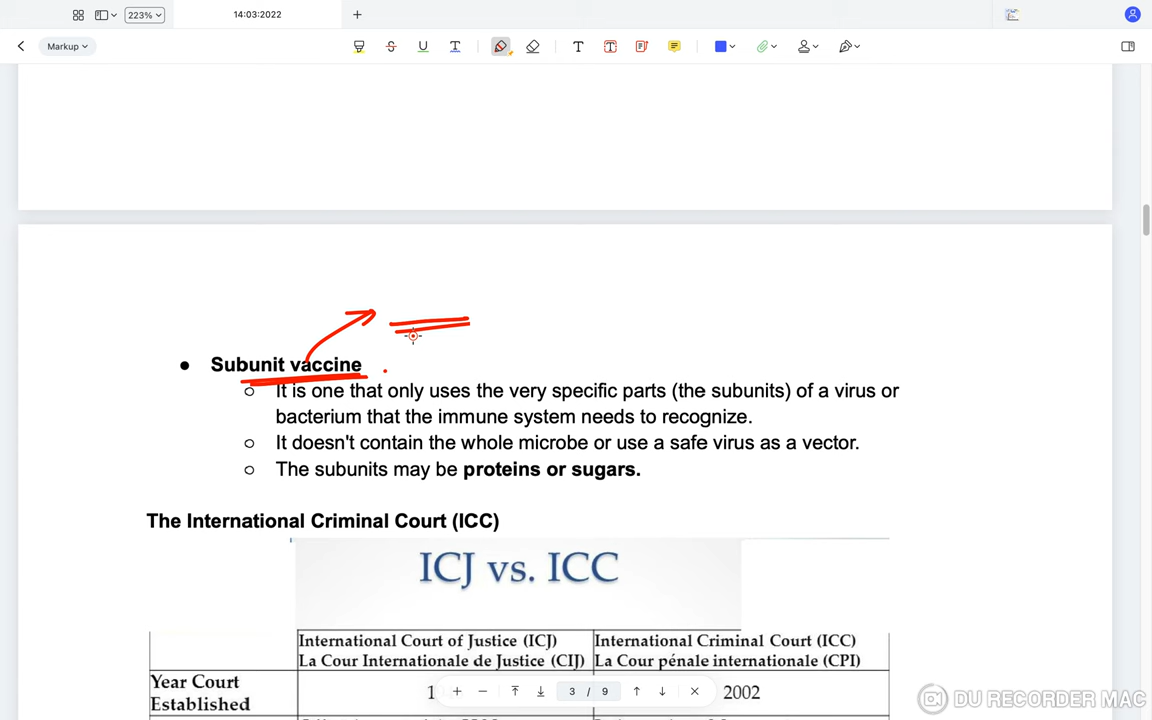 223%
14:03:2022
Markup
Subunit vaccine
It is one that only uses the very specific parts (the subunits) of a virus or
bacterium that the immune system needs to recognize.
It doesn't contain the whole microbe or use a safe virus as a vector.
The subunits may be proteins or sugars.
The International Criminal Court (ICC)
ICJ vs. ICC
International Court of Justice (ICJ) International Criminal Court (ICC)
La Cour Internationale de Justice (CIJ) La Cour pénale internationale (CPI)
Year Court
Established 2002
3 / 9
DU RECORDER MAC